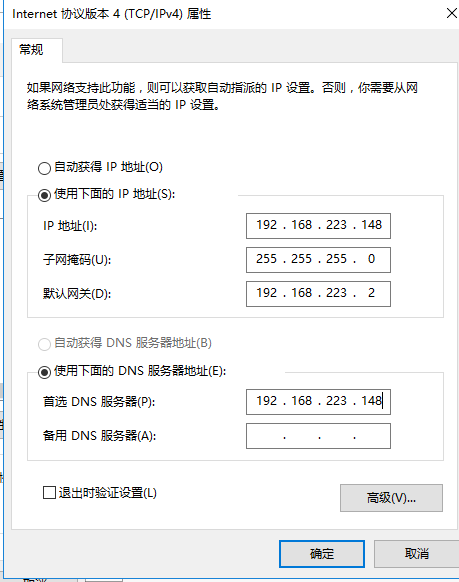 Internet 协议版本 4 (TCP/IPv4) 属性
常规
如果网络支持此功能，则可以获取自动指派的 IP 设置。否则，你需要从网
络系统管理员处获得适当的 IP 设置。
自动获得 IP 地址(O)
使用下面的 IP 地址(S):
IP 地址(I): 192 . 168 . 223 . 148
子网掩码(U): 255 . 255 . 255 . 0
默认网关(D): 192 . 168 . 223 . 2
自动获得 DNS 服务器地址(B)
使用下面的 DNS 服务器地址(E):
首选 DNS 服务器(P): 192 . 168 . 223 . 148
备用 DNS 服务器(A): . . .
退出时验证设置(L)
高级(V)...
确定 取消